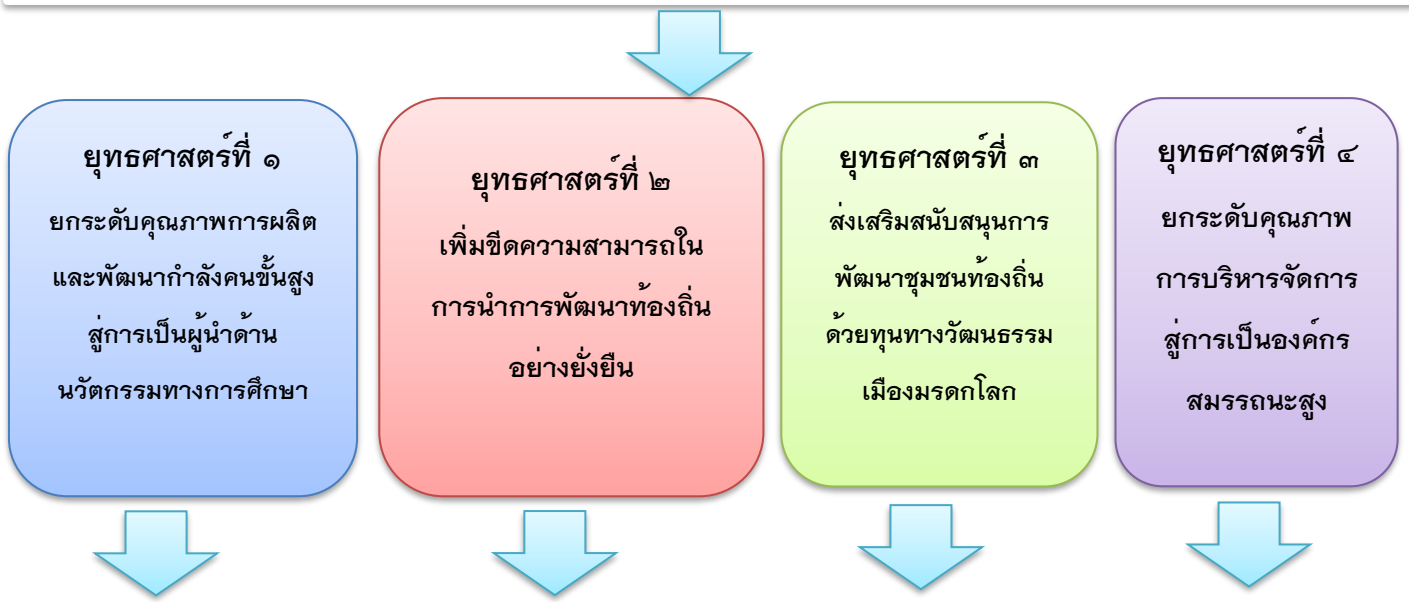 ยุทธศาสตร์ที่ ๑
ยกระดับคุณภาพการผลิต
และพัฒนากำลังคนขั้นสูง
สู่การเป็นผู้นำด้าน
นวัตกรรมทางการศึกษา
ยุทธศาสตร์ที่ ๒
เพิ่มขีดความสามารถใน
การนำการพัฒนาท้องถิ่น
อย่างยั่งยืน
ยุทธศาสตร์ที่ ๓
ส่งเสริมสนับสนุนการ
พัฒนาชุมชนท้องถิ่น
ด้วยทุนทางวัฒนธรรม
เมืองมรดกโลก
ยุทธศาสตร์ที่ ๔
ยกระดับคุณภาพ
การบริหารจัดการ
สู่การเป็นองค์กร
สมรรถนะสูง